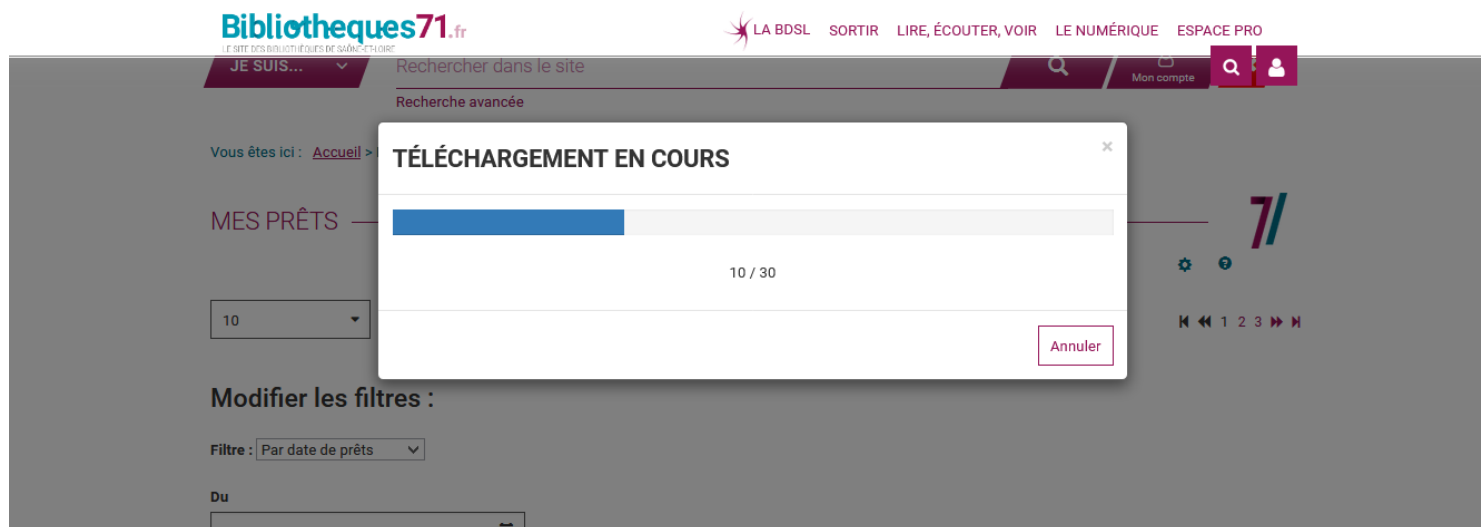 Bibliotheques71.fr
LE SITE DES BIBLIOTHÈQUES DE SAÔNE-ET-LOIRE
LA BDSL SORTIR LIRE, ÉCOUTER, VOIR LE NUMÉRIQUE ESPACE PRO
JE SUIS... Rechercher dans le site Mon compte
Recherche avancée
Vous êtes ici : Accueil >
TÉLÉCHARGEMENT EN COURS ×
MES PRÊTS
71
10 / 30
10
1 2 3
Annuler
Modifier les filtres :
Filtre : Par date de prêts
Du